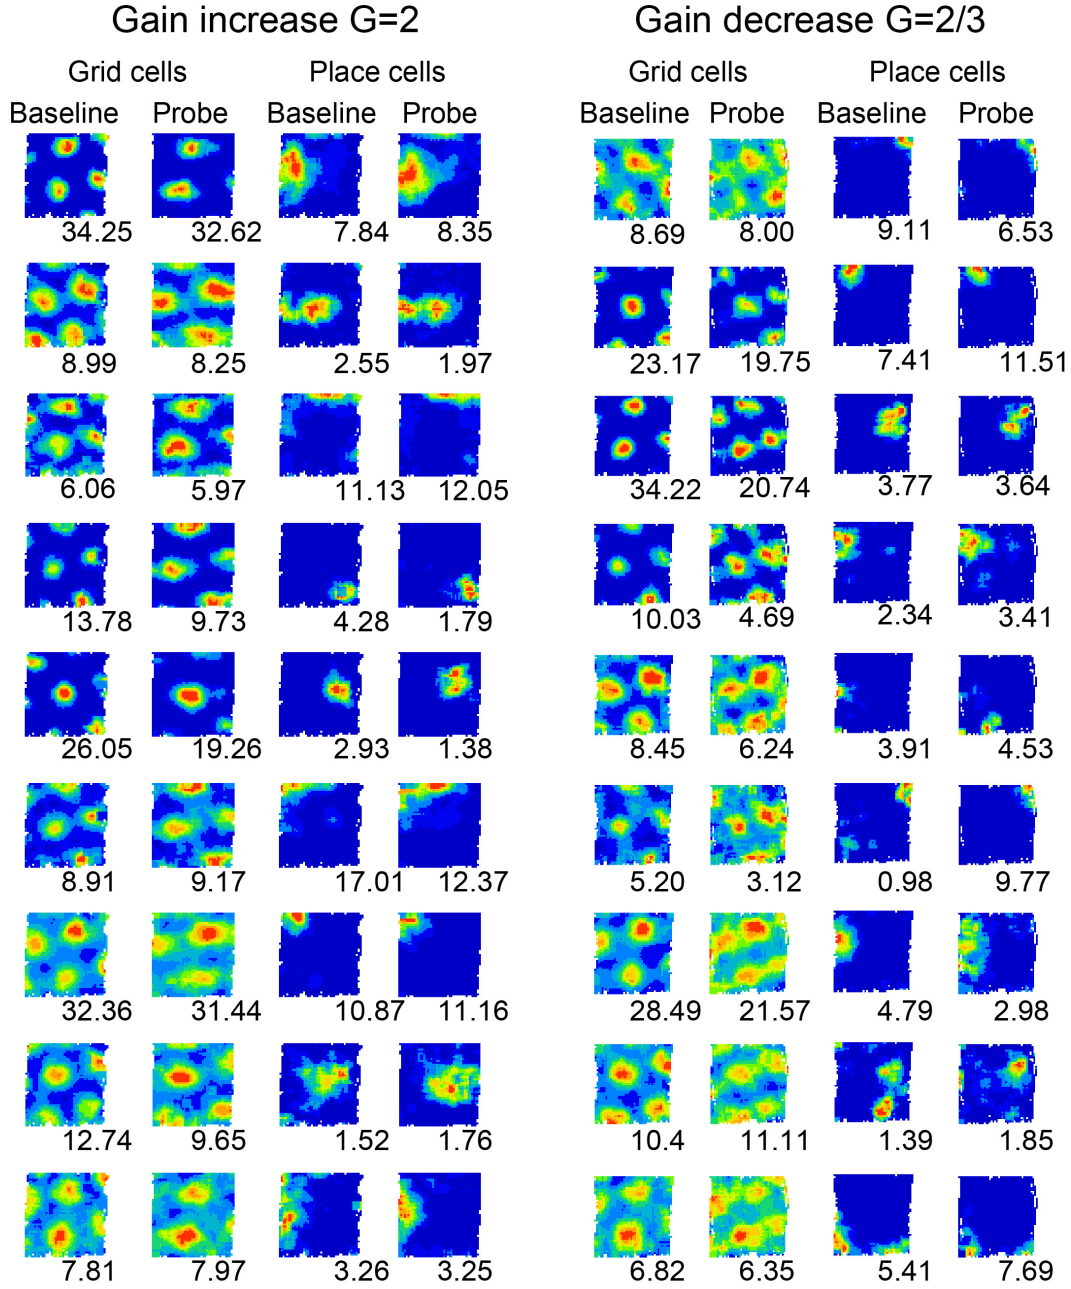 Gain increase G=2 Gain decrease G=2/3
Grid cells Place cells Grid cells Place cells
Baseline Probe Baseline Probe Baseline Probe Baseline Probe
34.25 32.62 7.84 8.35 8.69 8.00 9.11 6.53
8.99 8.25 2.55 1.97 23.17 19.75 7.41 11.51
6.06 5.97 11.13 12.05 34.22 20.74 3.77 3.64
13.78 9.73 4.28 1.79 10.03 4.69 2.34 3.41
26.05 19.26 2.93 1.38 8.45 6.24 3.91 4.53
8.91 9.17 17.01 12.37 5.20 3.12 0.98 9.77
32.36 31.44 10.87 11.16 28.49 21.57 4.79 2.98
12.74 9.65 1.52 1.76 10.4 11.11 1.39 1.85
7.81 7.97 3.26 3.25 6.82 6.35 5.41 7.69